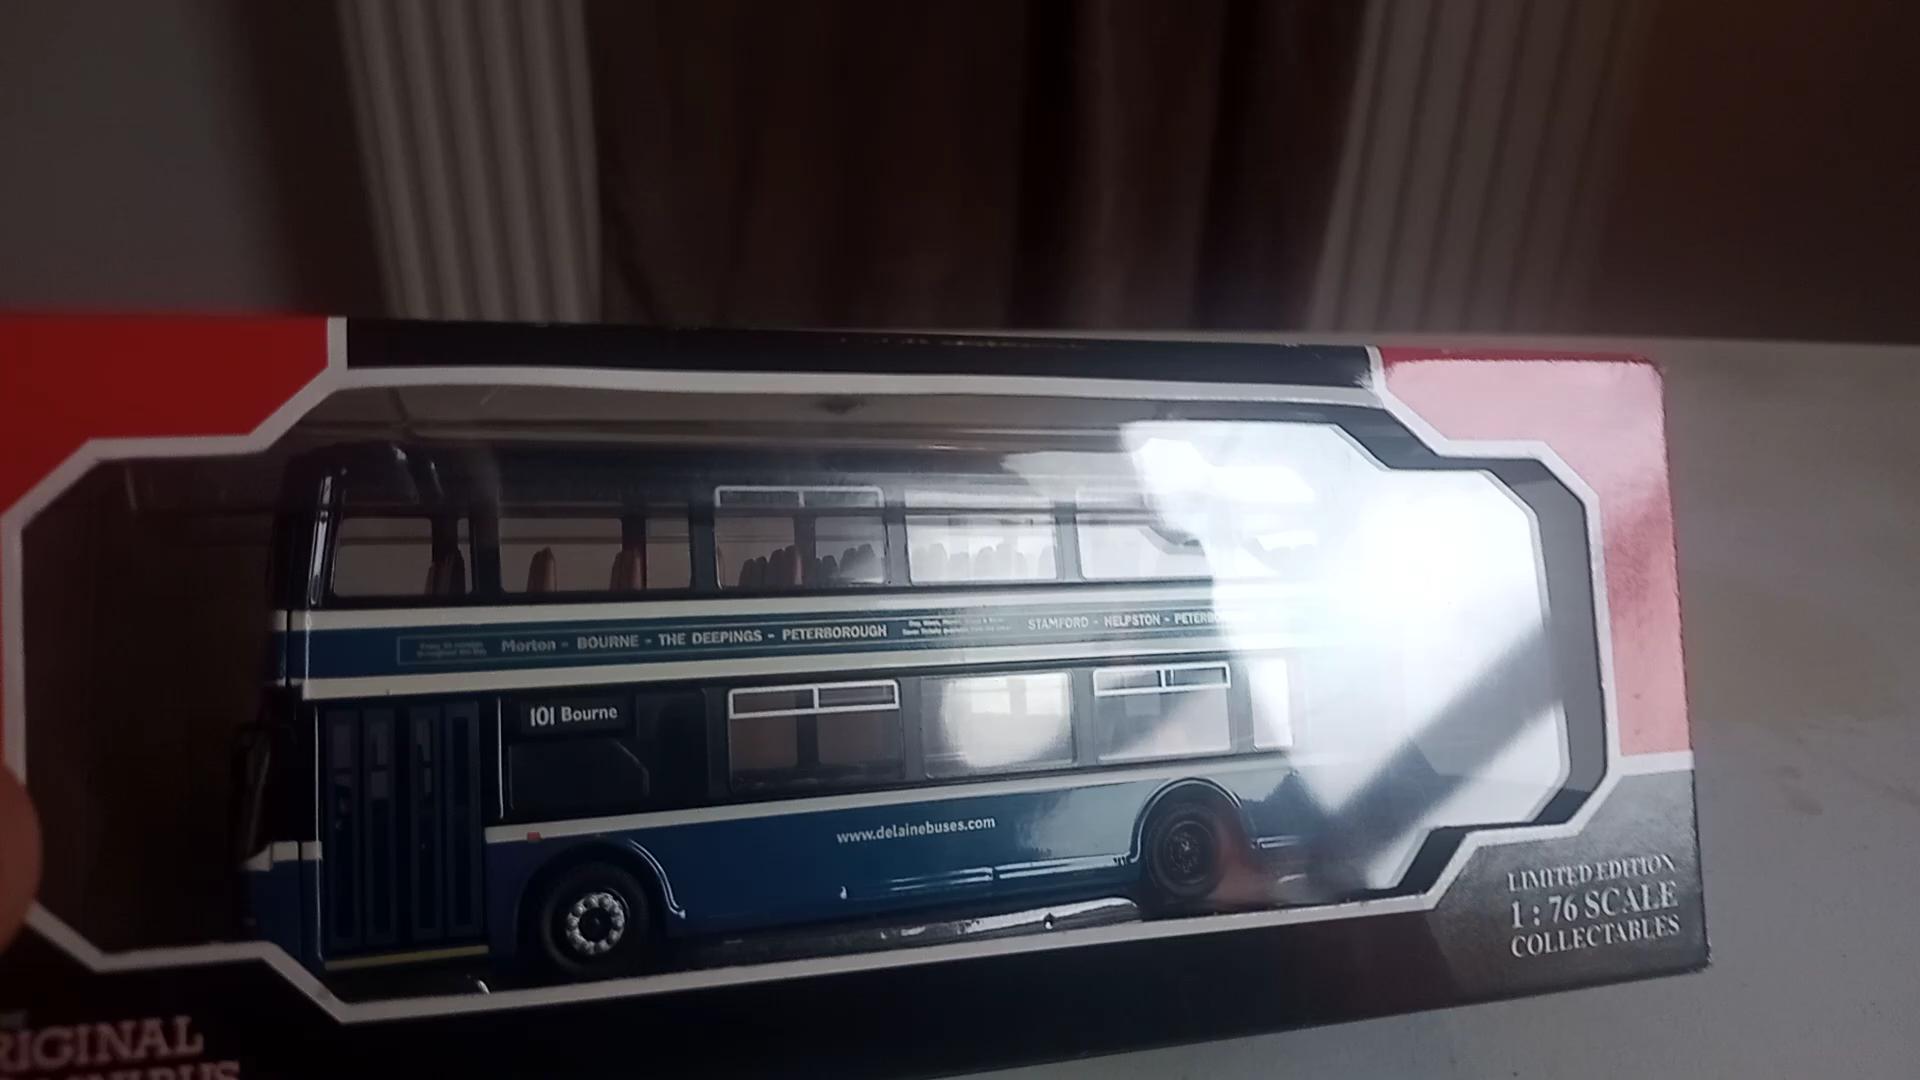 Morton - BOURNE - THE DEEPINGS - PETERBOROUGH
STAMFORD - HELPSTON - PETERBO
101 Bourne
www.delainebuses.com
LIMITED EDITION
1 : 76 SCALE
COLLECTABLES
RIGINAL